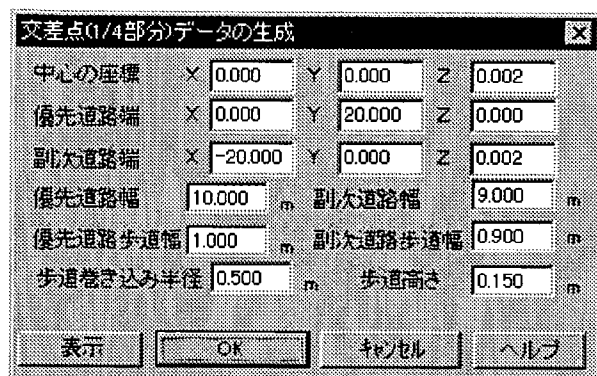 交差点(1/4部分)データの生成
中心の座標 X 0.000 Y 0.000 Z 0.002
優先道路端 X 0.000 Y 20.000 Z 0.000
副次道路端 X -20.000 Y 0.000 Z 0.002
優先道路幅 10.000 m 副次道路幅 9.000 m
優先道路歩道幅 1.000 m 副次道路歩道幅 0.900 m
歩道巻き込み半径 0.500 m 歩道高さ 0.150 m
表示 OK キャンセル ヘルプ